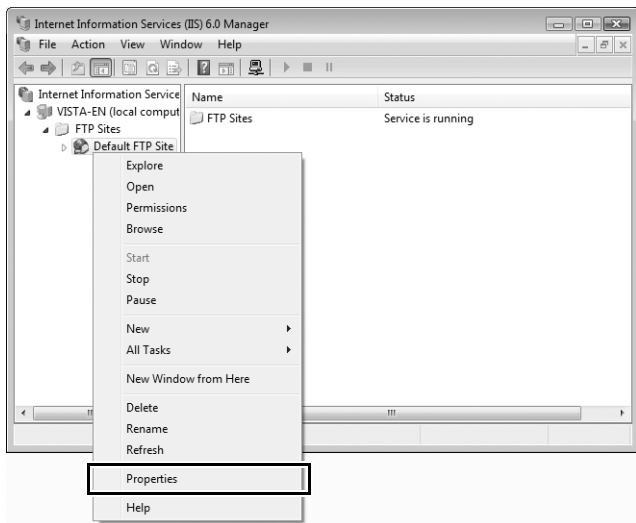 Internet Information Services (IIS) 6.0 Manager
File Action View Window Help
Internet Information Service
VISTA-EN (local comput
FTP Sites
Default FTP Site
Name Status
FTP Sites Service is running
Explore
Open
Permissions
Browse
Start
Stop
Pause
New
All Tasks
New Window from Here
Delete
Rename
Refresh
Properties
Help